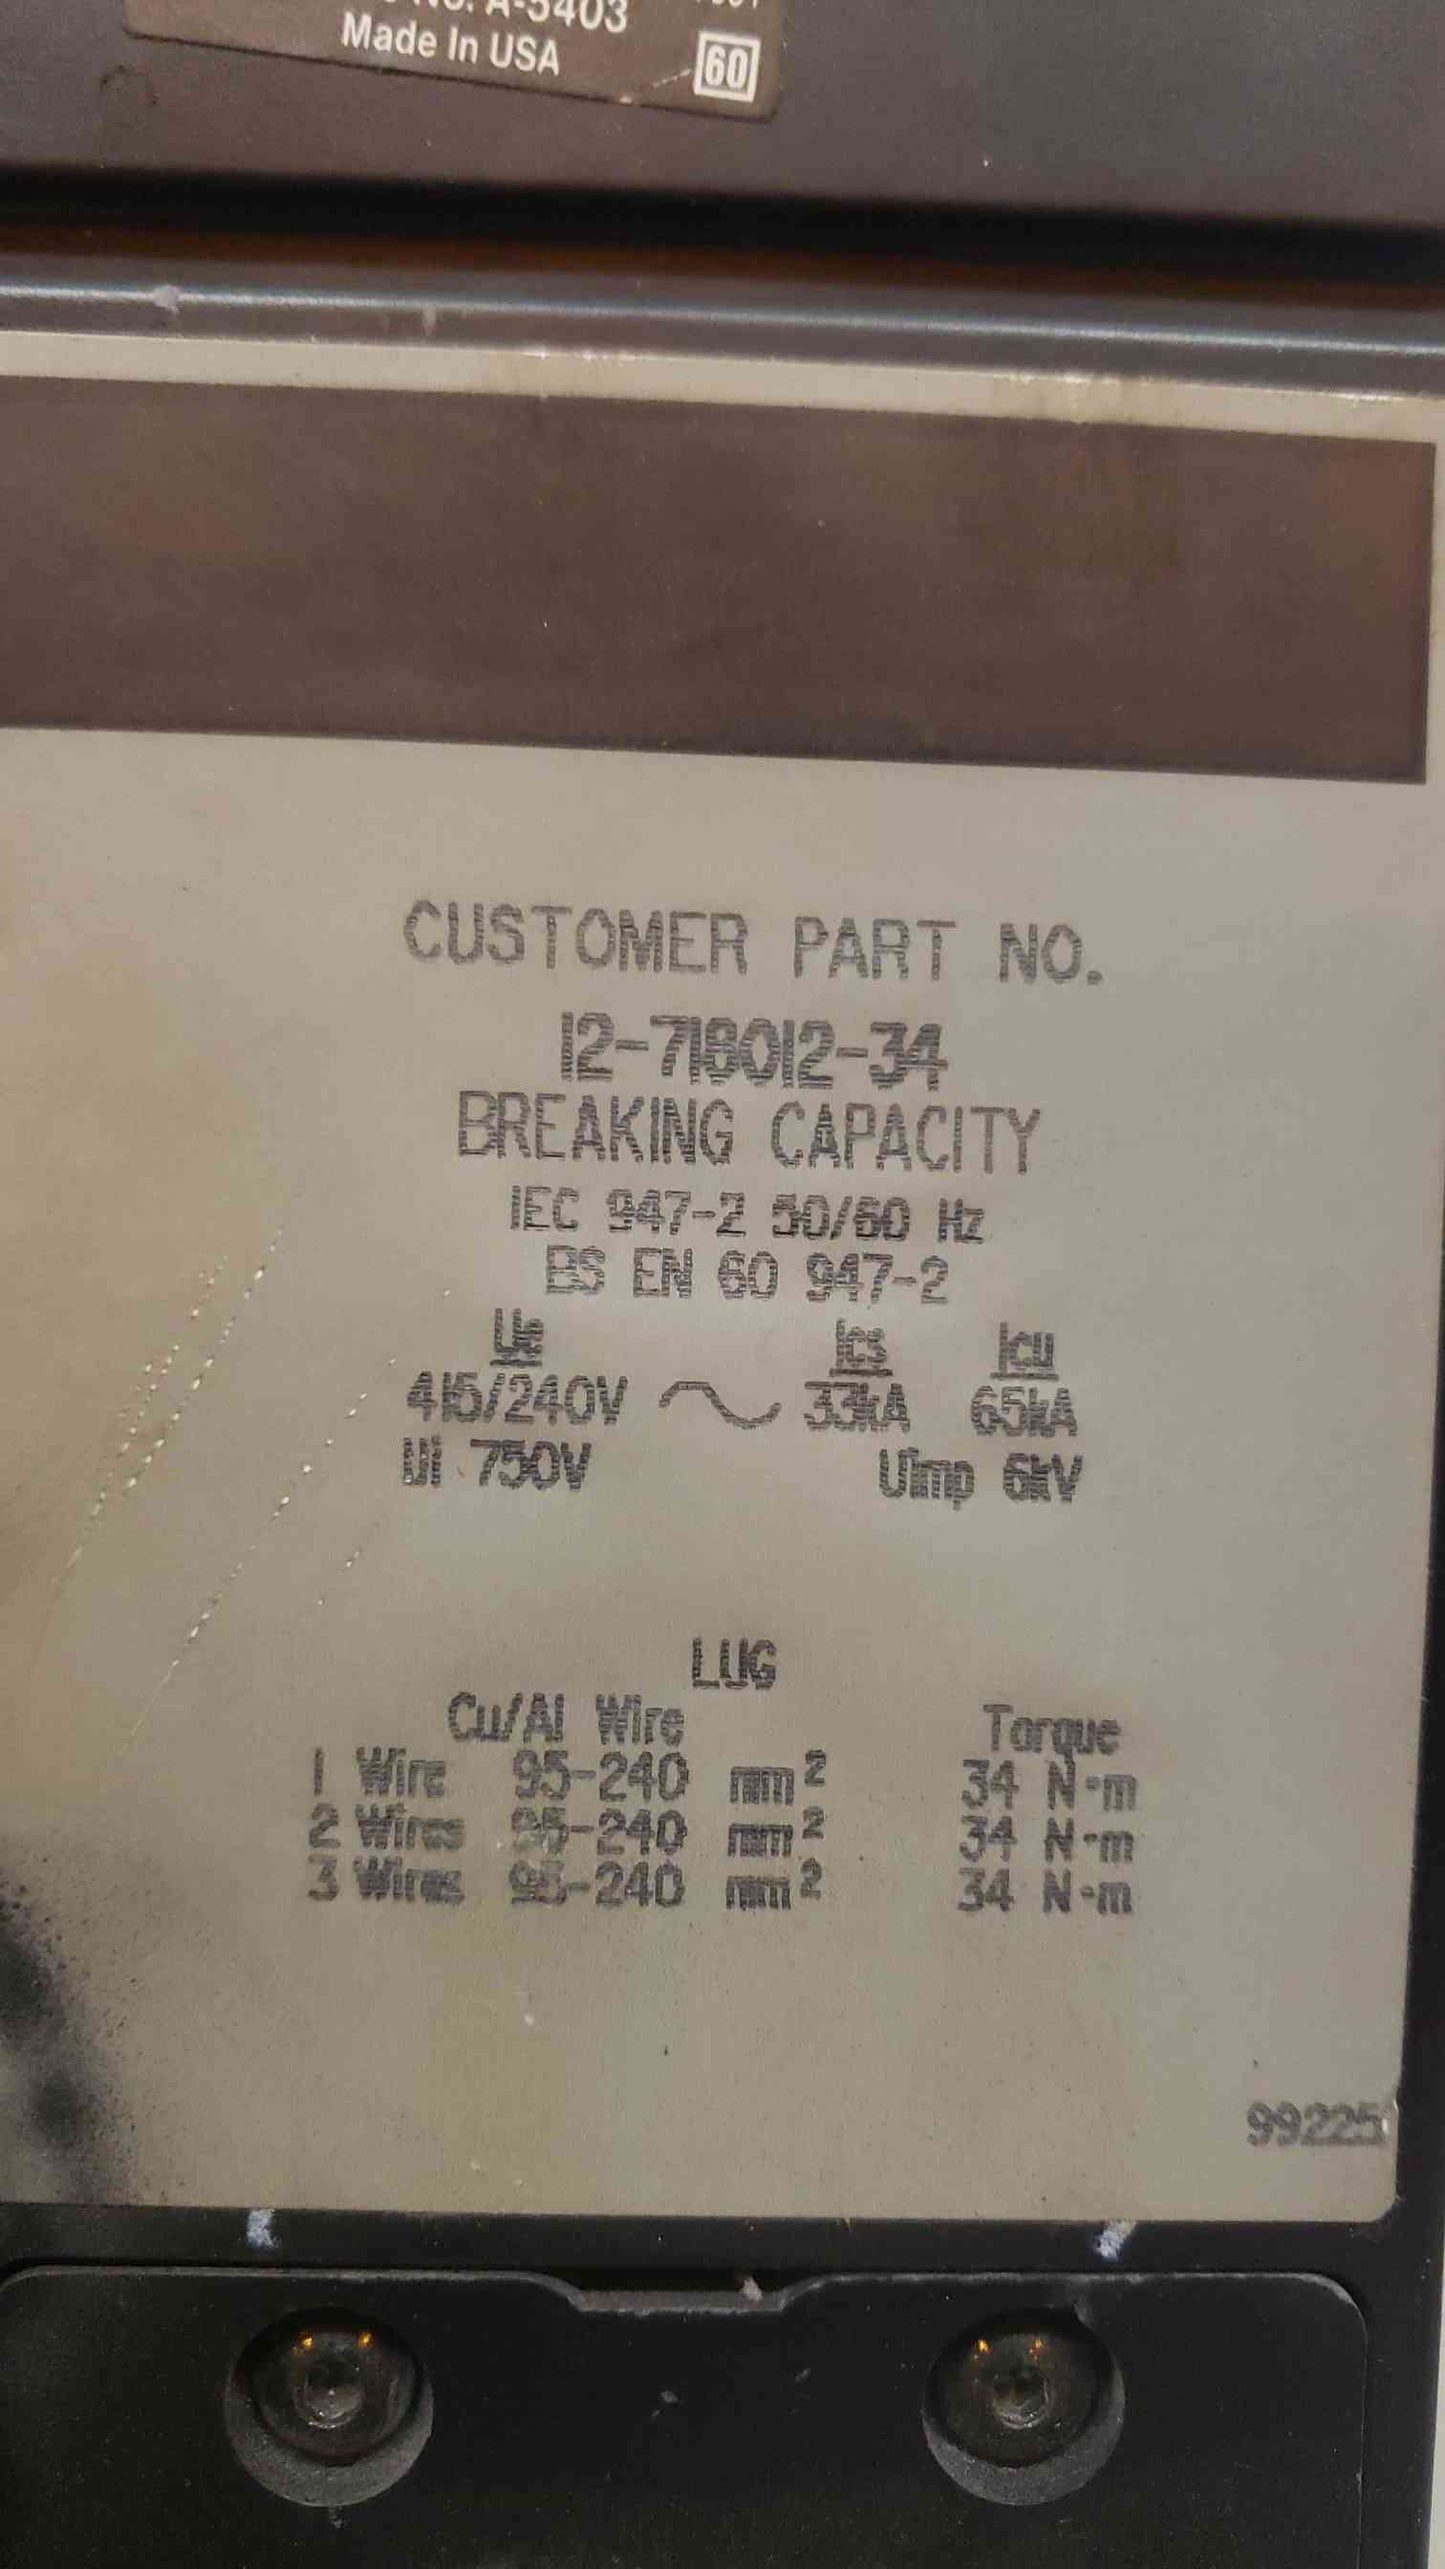 A-5403
Made In USA
60
CUSTOMER PART NO.
12-718012-34
BREAKING CAPACITY
IEC 947-2 50/60 Hz
BS EN 60 947-2
Ue Ics Icu
415/240V 33kA 65kA
Ui 750V Uimp 6kV
LUG
Cu/Al Wire Torque
1 Wire 95-240 mm² 34 N-m
2 Wires 95-240 mm² 34 N-m
3 Wires 95-240 mm² 34 N-m
99225